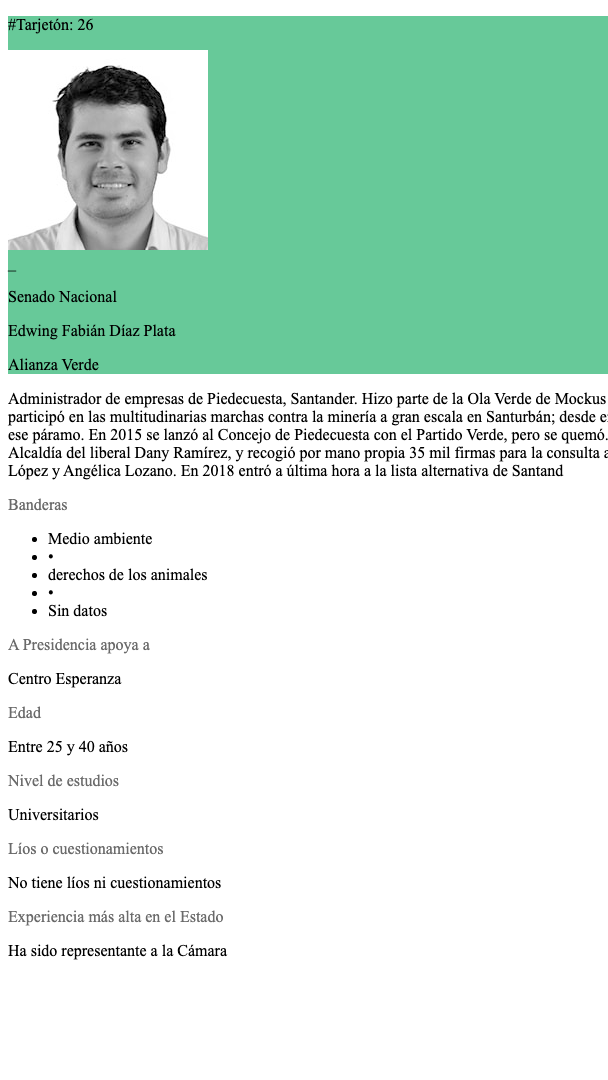 #Tarjetón: 26
_
Senado Nacional
Edwing Fabián Díaz Plata
Alianza Verde
Administrador de empresas de Piedecuesta, Santander. Hizo parte de la Ola Verde de Mockus
participó en las multitudinarias marchas contra la minería a gran escala en Santurbán; desde
ese páramo. En 2015 se lanzó al Concejo de Piedecuesta con el Partido Verde, pero se quemó.
Alcaldía del liberal Dany Ramírez, y recogió por mano propia 35 mil firmas para la consulta
López y Angélica Lozano. En 2018 entró a última hora a la lista alternativa de Santand
Banderas
• Medio ambiente
• •
• derechos de los animales
• •
• Sin datos
A Presidencia apoya a
Centro Esperanza
Edad
Entre 25 y 40 años
Nivel de estudios
Universitarios
Líos o cuestionamientos
No tiene líos ni cuestionamientos
Experiencia más alta en el Estado
Ha sido representante a la Cámara